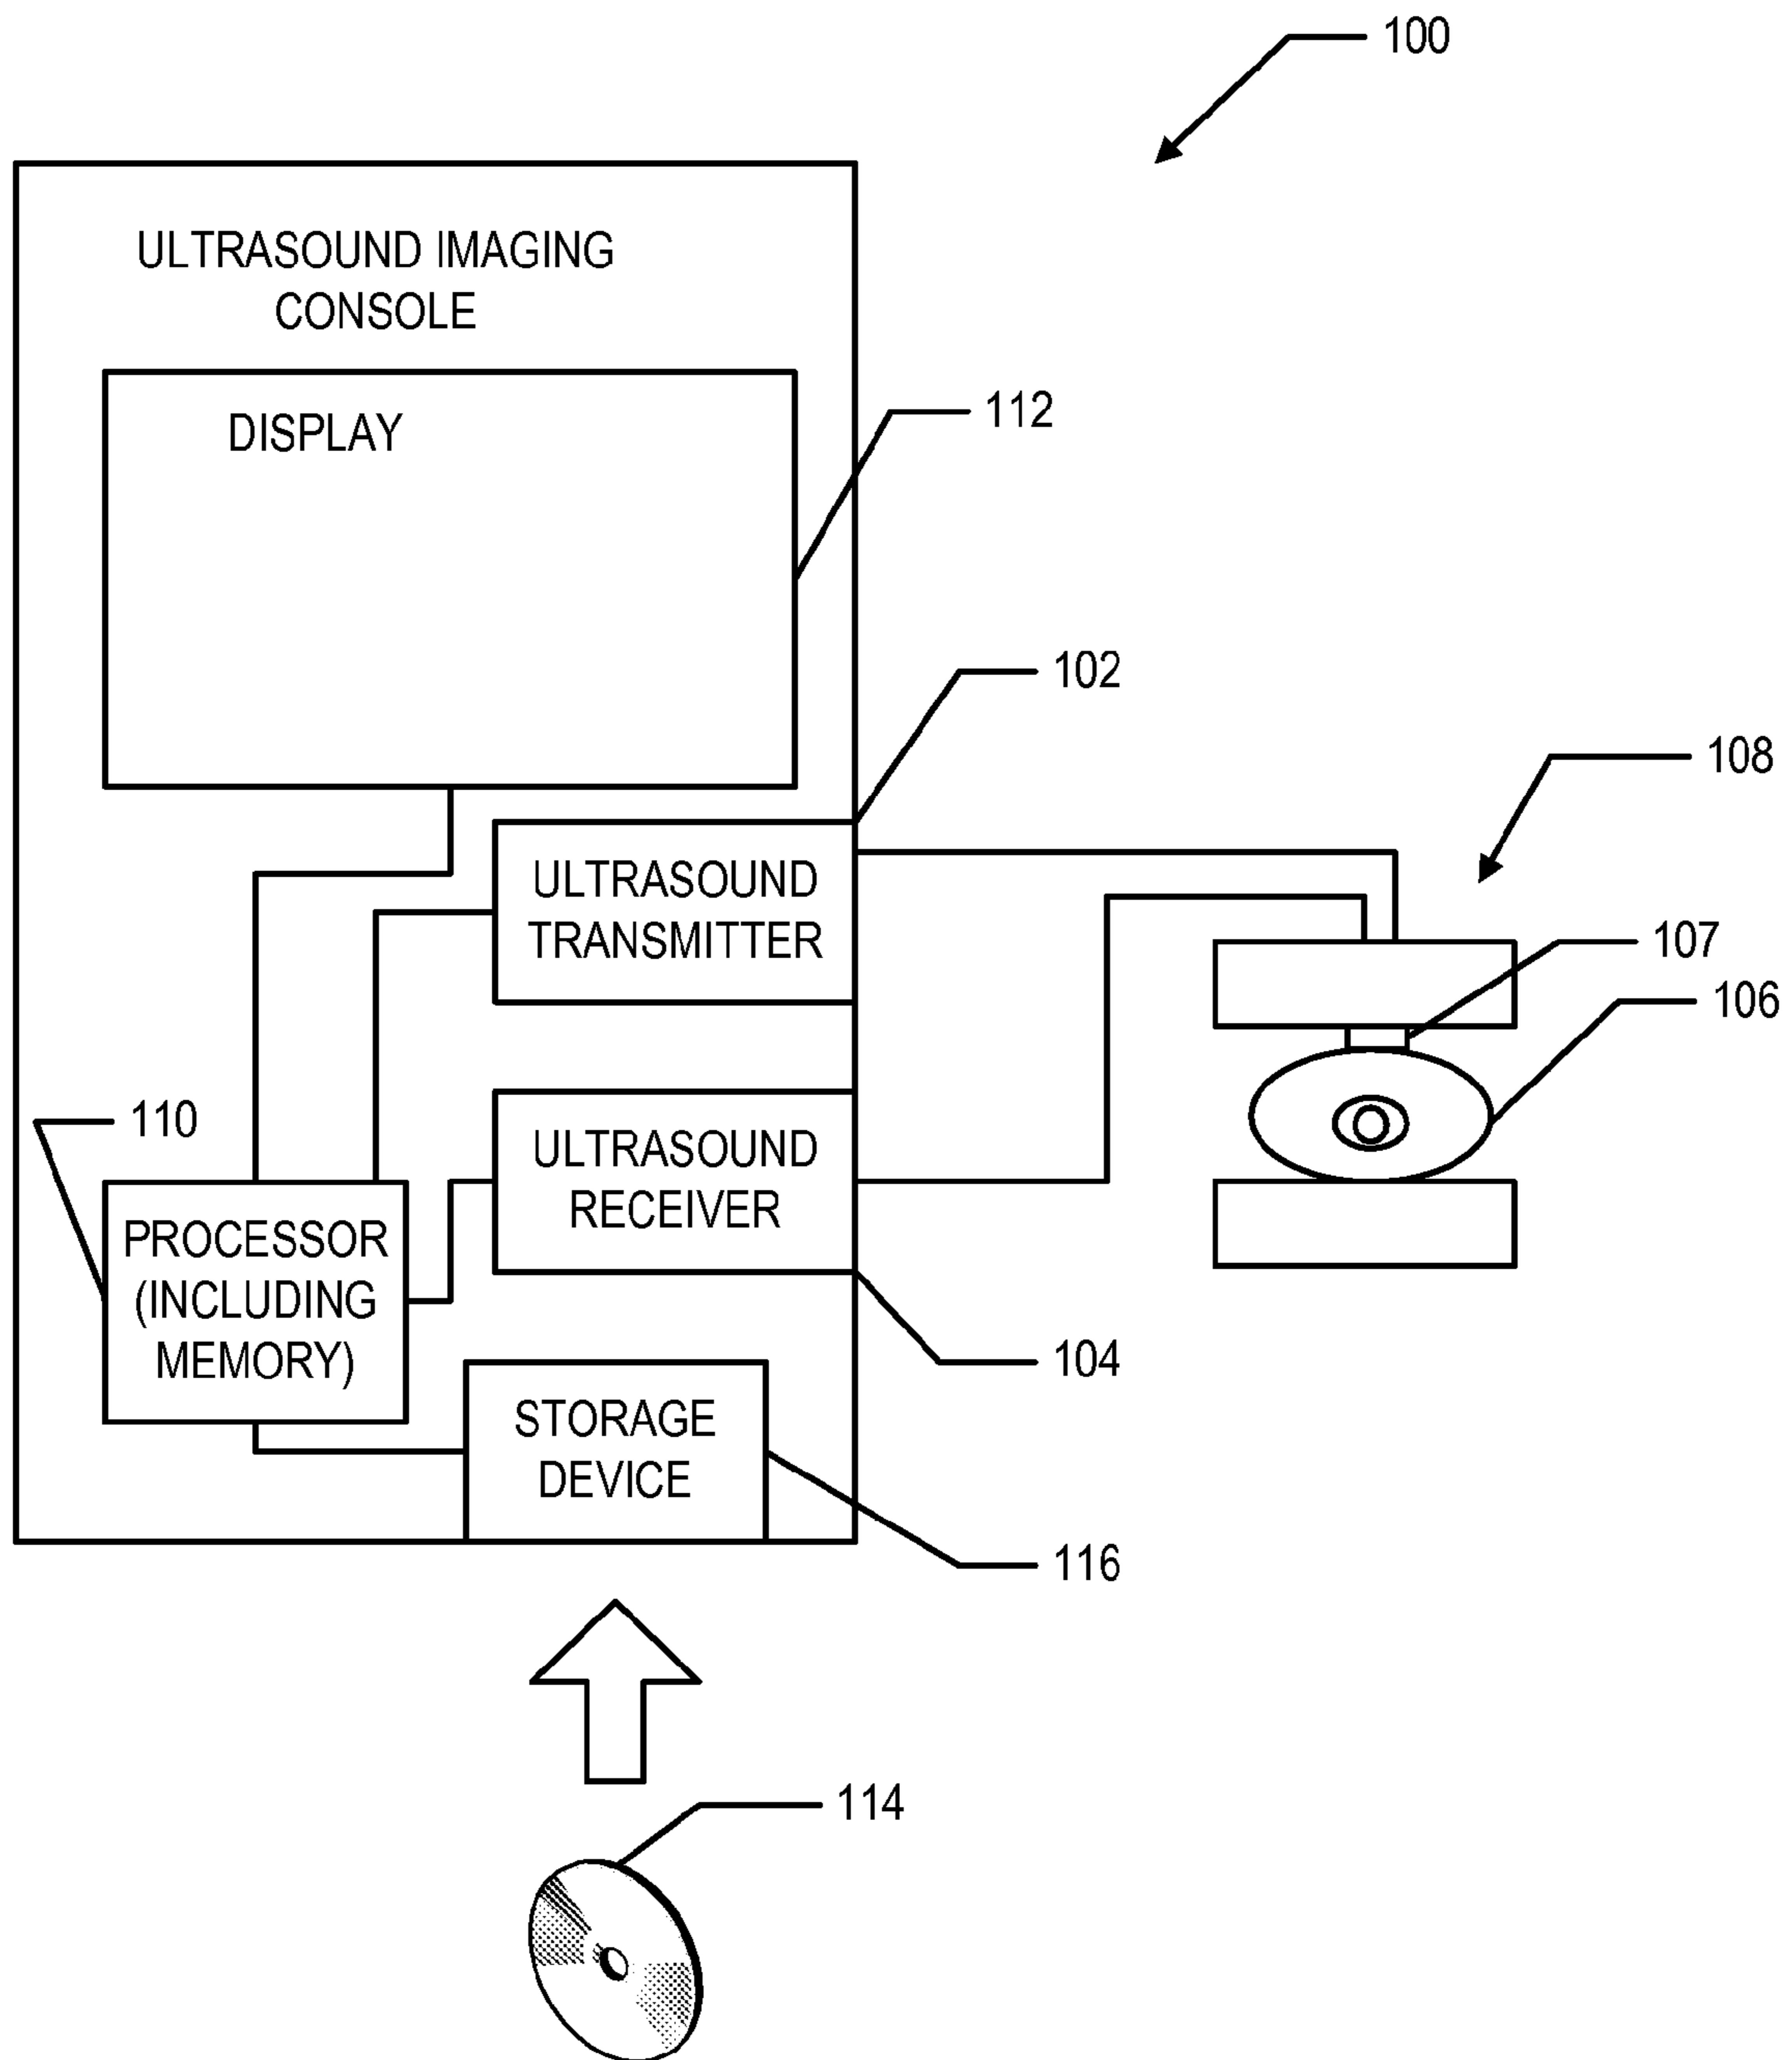 100
ULTRASOUND IMAGING
CONSOLE
DISPLAY
112
102
108
ULTRASOUND
TRANSMITTER
107
106
110
ULTRASOUND
RECEIVER
PROCESSOR
(INCLUDING
MEMORY)
104
STORAGE
DEVICE
116
114